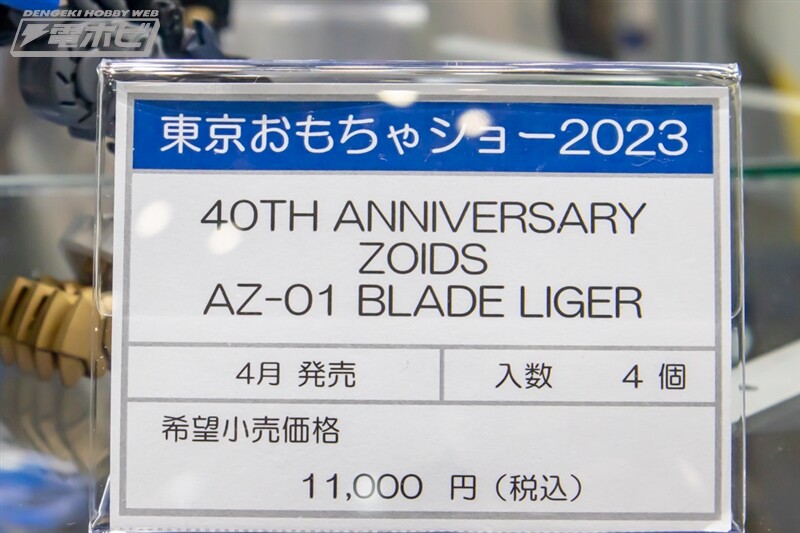 DENGEKI HOBBY WEB
電ホビ
東京おもちゃショー2023
40TH ANNIVERSARY
ZOIDS
AZ-01 BLADE LIGER
4月 発売
入数 4 個
希望小売価格
11,000 円（税込）